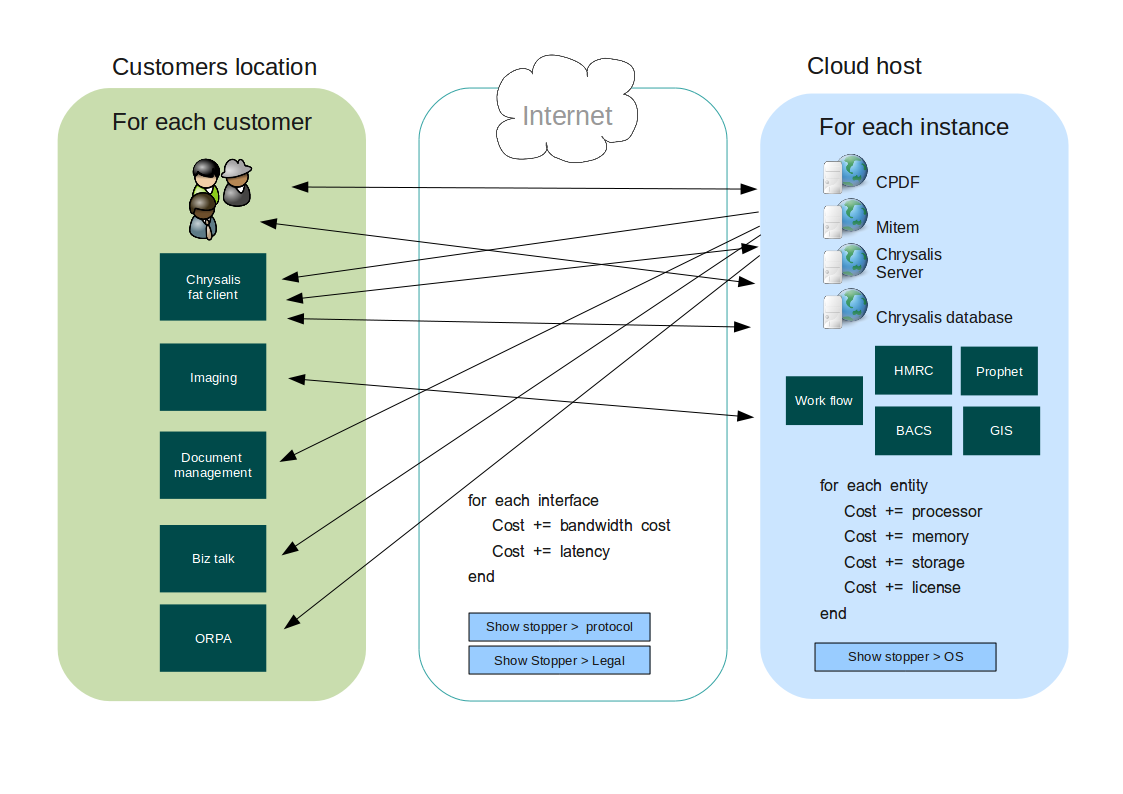 Customers location
For each customer
Chrysalis
fat client
Imaging
Document
management
Biz talk
ORPA
Internet
for each interface
Cost += bandwidth cost
Cost += latency
end
Show stopper > protocol
Show Stopper > Legal
Cloud host
For each instance
CPDF
Mitem
Chrysalis
Server
Chrysalis database
Work flow
HMRC
Prophet
BACS
GIS
for each entity
Cost += processor
Cost += memory
Cost += storage
Cost += license
end
Show stopper > OS